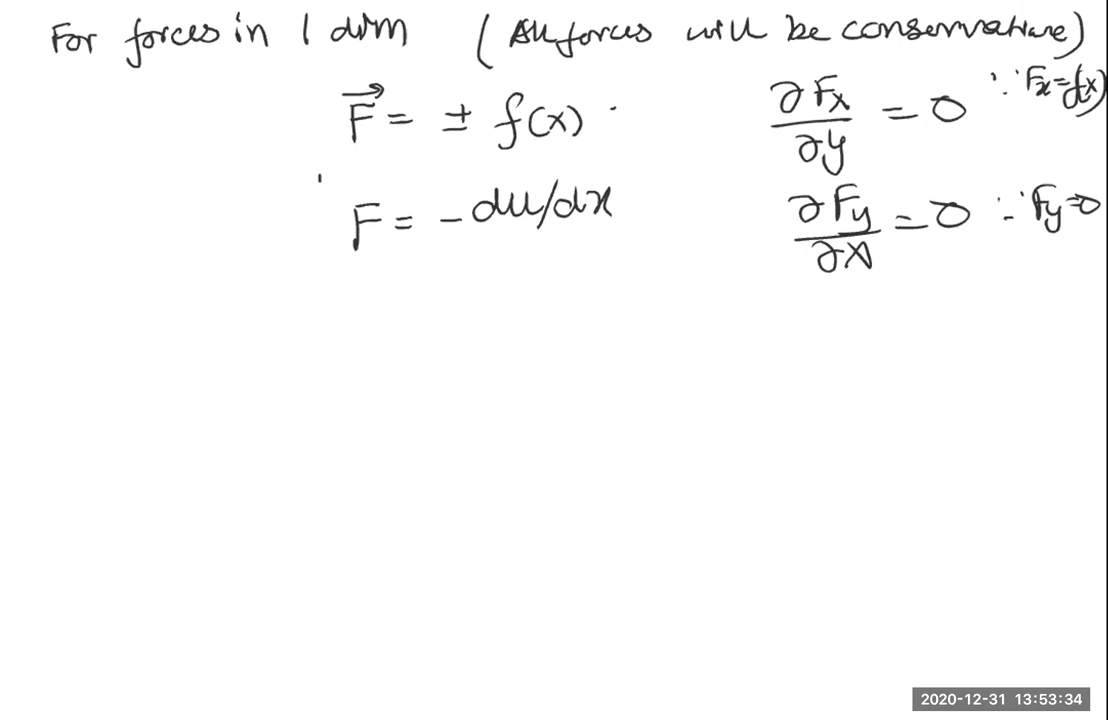 For forces in 1 dim (All forces will be conservative)
F⃗ = ± f(x) ∂Fx/∂y = 0 ∵ Fx = f(x)
F = - du/dx ∂Fy/∂x = 0 ∵ Fy = 0
2020-12-31 13:53:34